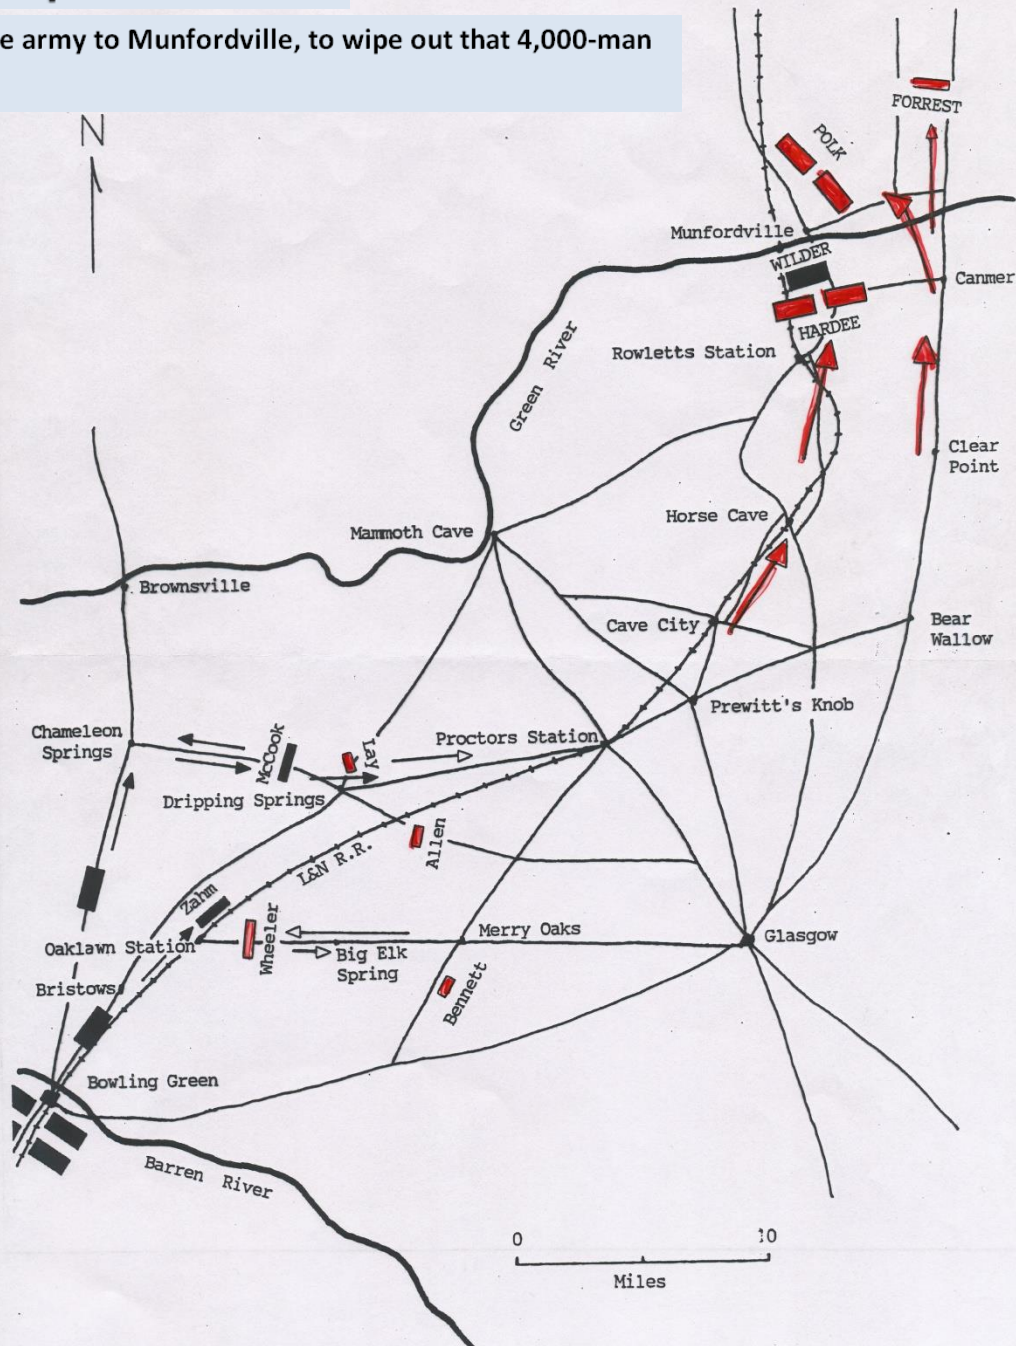 e army to Munfordville, to wipe out that 4,000-man
N
FORREST
POLK
Munfordville
WILDER
Canmer
HARDEE
Rowletts Station
Green River
Clear
Point
Horse Cave
Mammoth Cave
Brownsville
Cave City
Bear
Wallow
Prewitt's Knob
Chameleon
Springs
McCook
Lay
Proctors Station
Dripping Springs
Allen
L&N R.R.
Zahm
Oaklawn Station
Wheeler
Merry Oaks
Glasgow
Big Elk
Spring
Bristows
Bennett
Bowling Green
Barren River
0
10
Miles